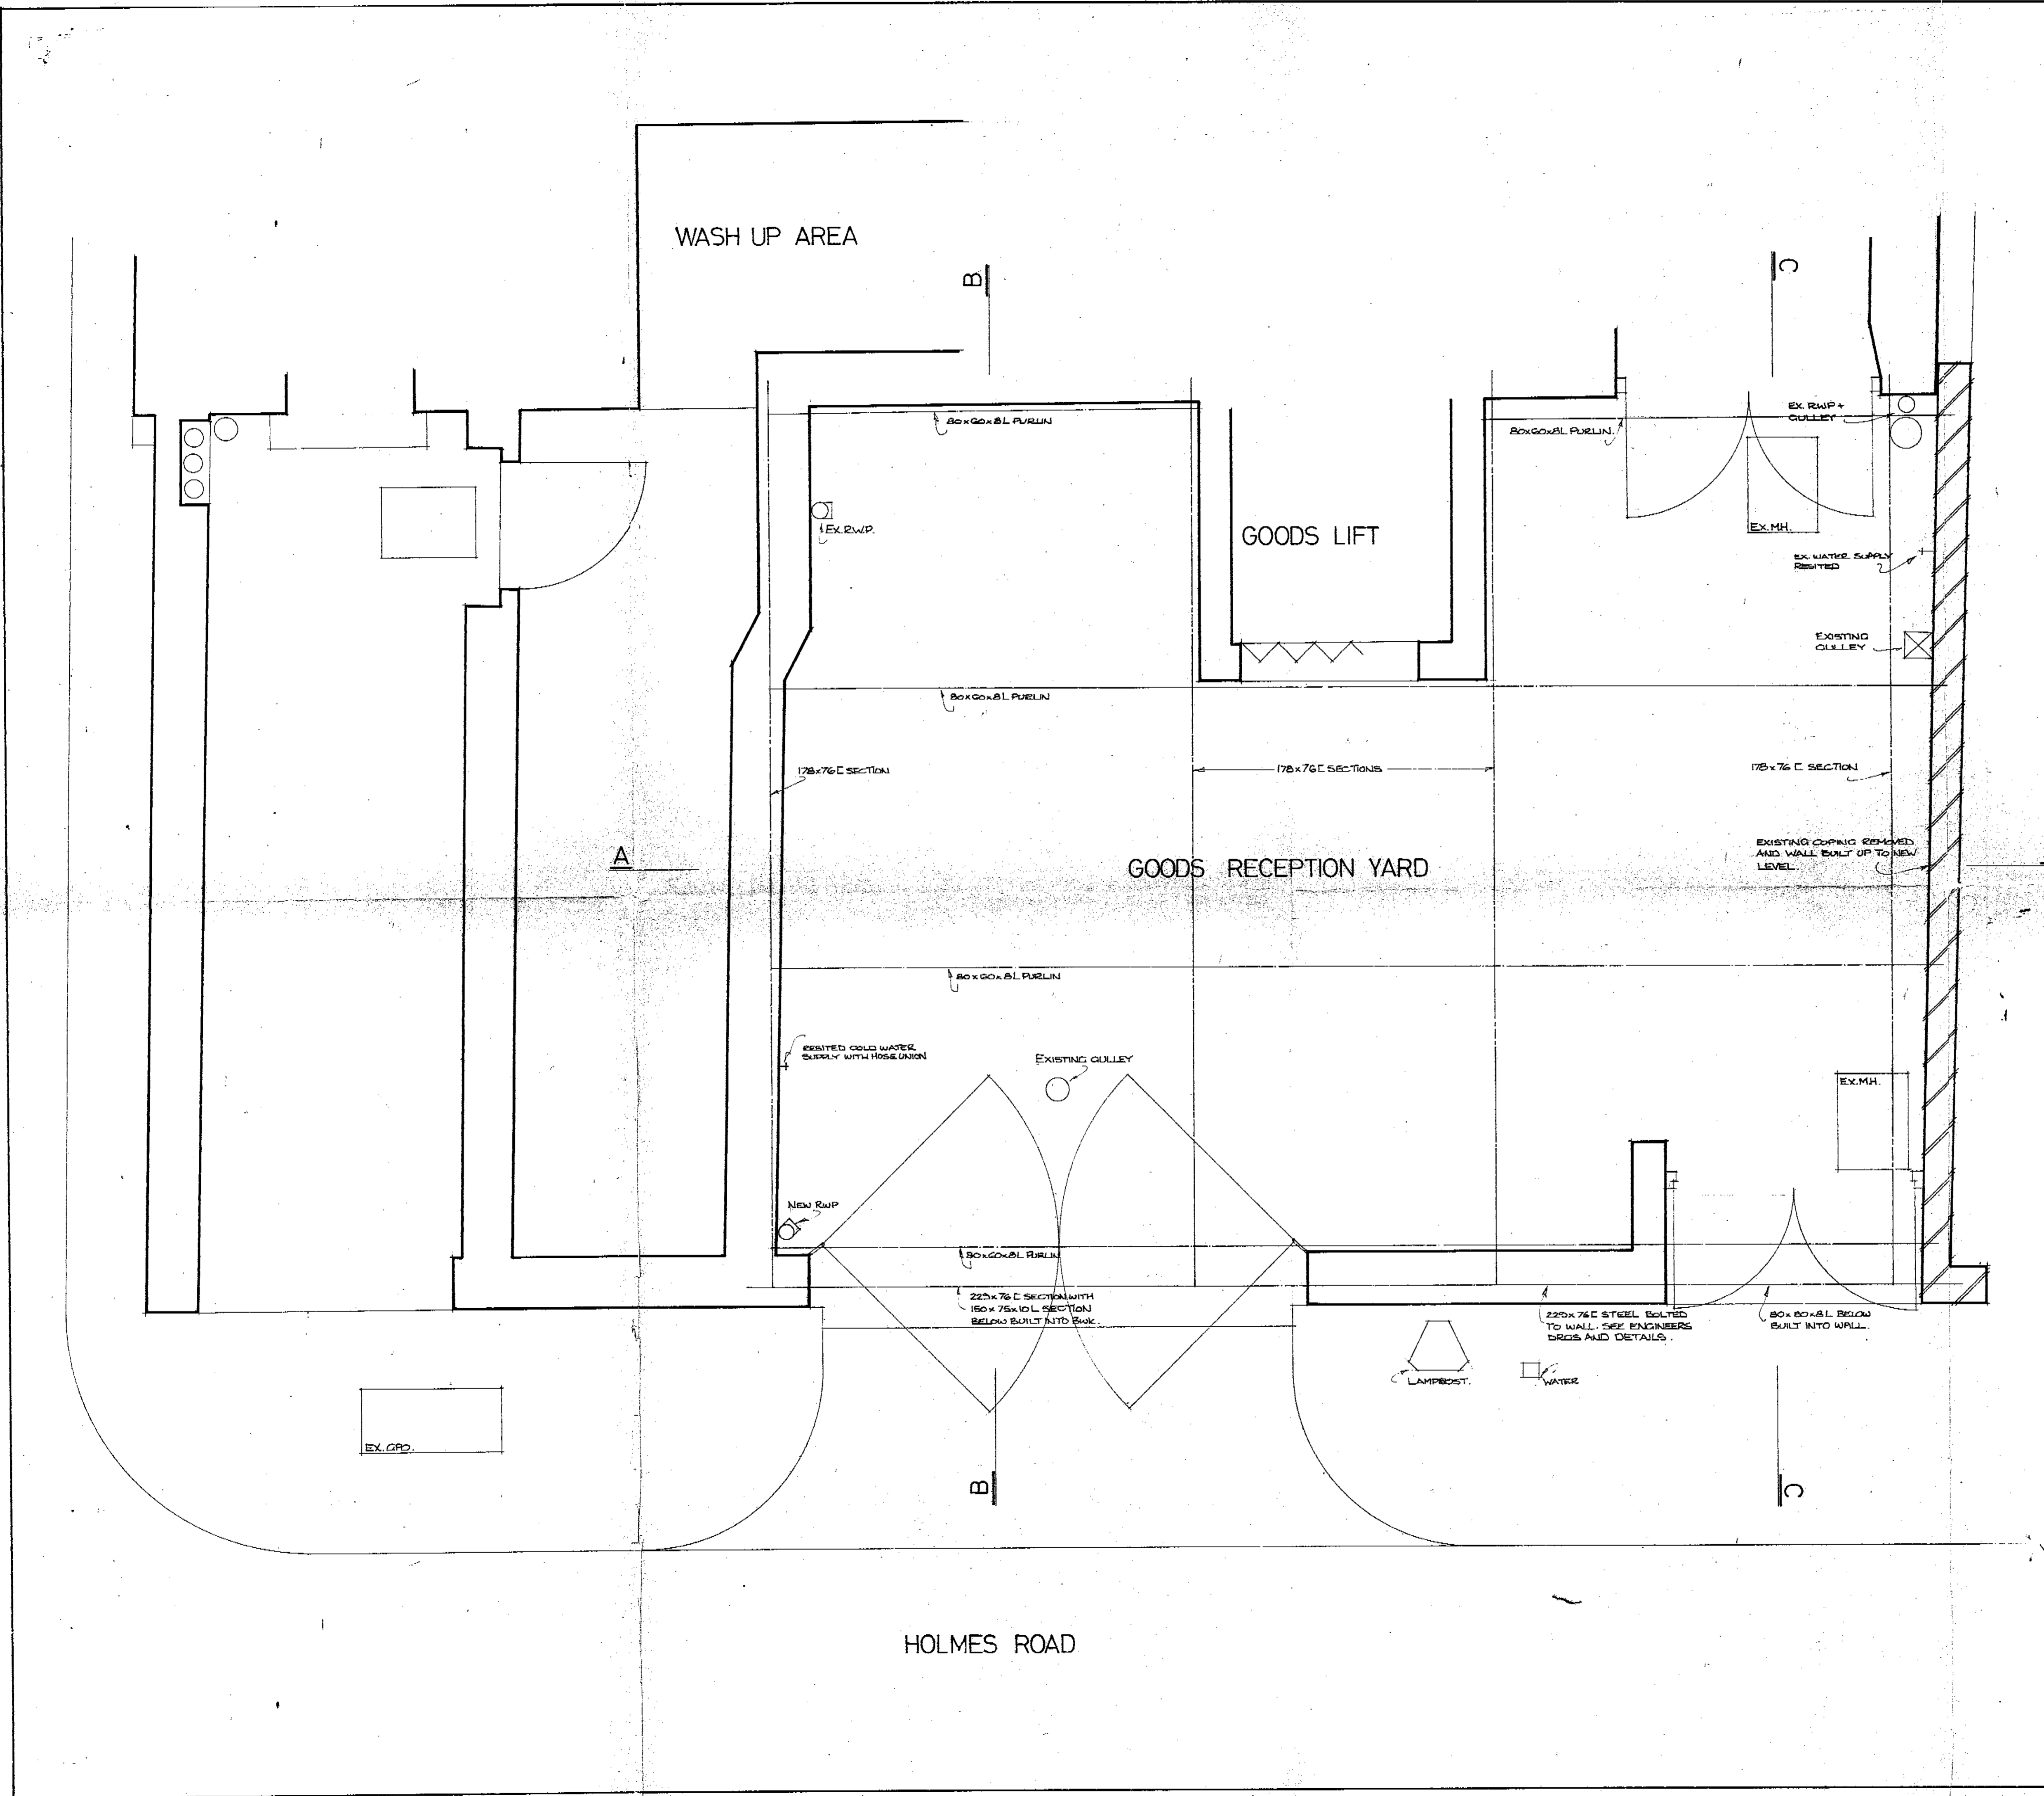 WASH UP AREA
B
C
80x60x8L PURLIN
80x60x8L PURLIN.
EX. RWP +
GULLEY
EX.R.W.P.
GOODS LIFT
EX.MH.
EX. WATER SUPPLY
RESITED
EXISTING
GULLEY
80x60x8L PURLIN
178x76 [ SECTION
178x76 [ SECTIONS
178x76 [ SECTION
A
GOODS RECEPTION YARD
EXISTING COPING REMOVED
AND WALL BUILT UP TO NEW
LEVEL.
80x60x8L PURLIN
RESITED COLD WATER
SUPPLY WITH HOSE UNION
EXISTING GULLEY
EX.MH.
NEW RWP
80x60x8L PURLIN
229x76 [ SECTION WITH
150x75x10 L SECTION
BELOW BUILT INTO BWK.
229x76 [ STEEL BOLTED
TO WALL. SEE ENGINEERS
DRGS AND DETAILS.
80x80x8L BELOW
BUILT INTO WALL.
LAMPPOST.
WATER
EX. GPO.
B
C
HOLMES ROAD